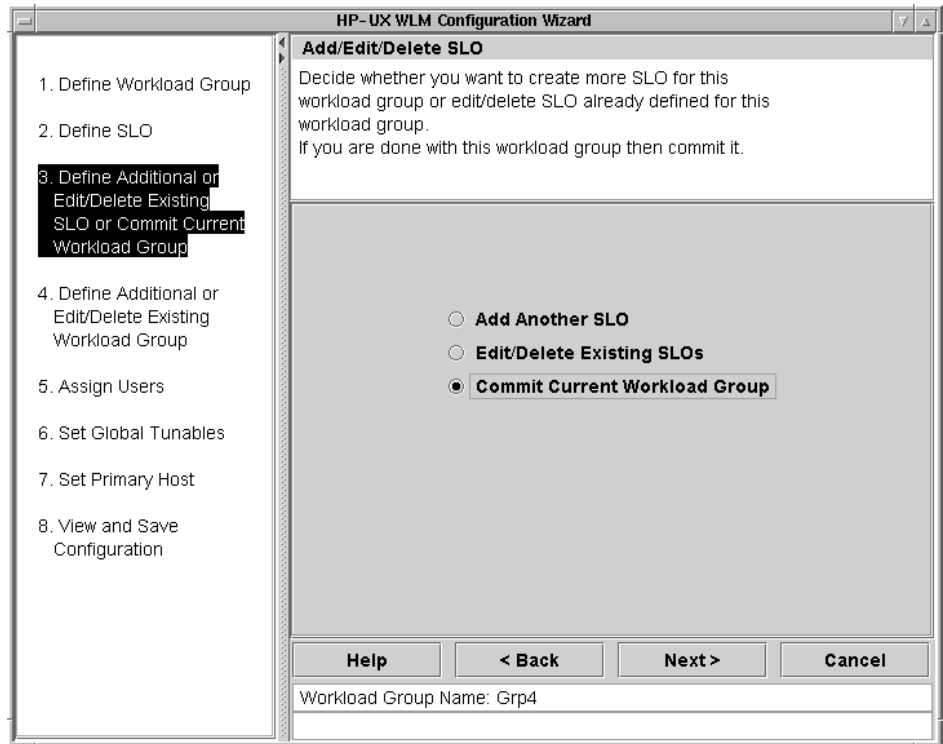 HP-UX WLM Configuration Wizard
1. Define Workload Group
2. Define SLO
3. Define Additional or
Edit/Delete Existing
SLO or Commit Current
Workload Group
4. Define Additional or
Edit/Delete Existing
Workload Group
5. Assign Users
6. Set Global Tunables
7. Set Primary Host
8. View and Save
Configuration
Add/Edit/Delete SLO
Decide whether you want to create more SLO for this
workload group or edit/delete SLO already defined for this
workload group.
If you are done with this workload group then commit it.
Add Another SLO
Edit/Delete Existing SLOs
Commit Current Workload Group
Help
< Back
Next >
Cancel
Workload Group Name: Grp4